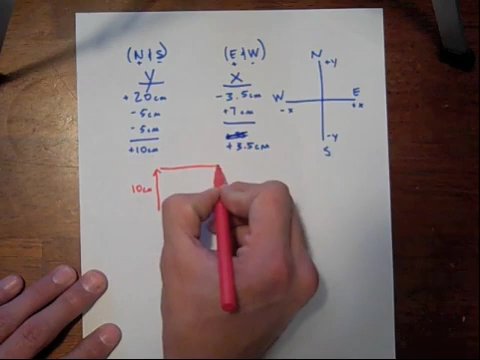 (N & S)
Y
+20cm
-5cm
-5cm
+10cm
(E & W)
X
-3.5cm
+7cm
+3.5cm
N
+y
W
E
-x
+x
-y
S
10cm